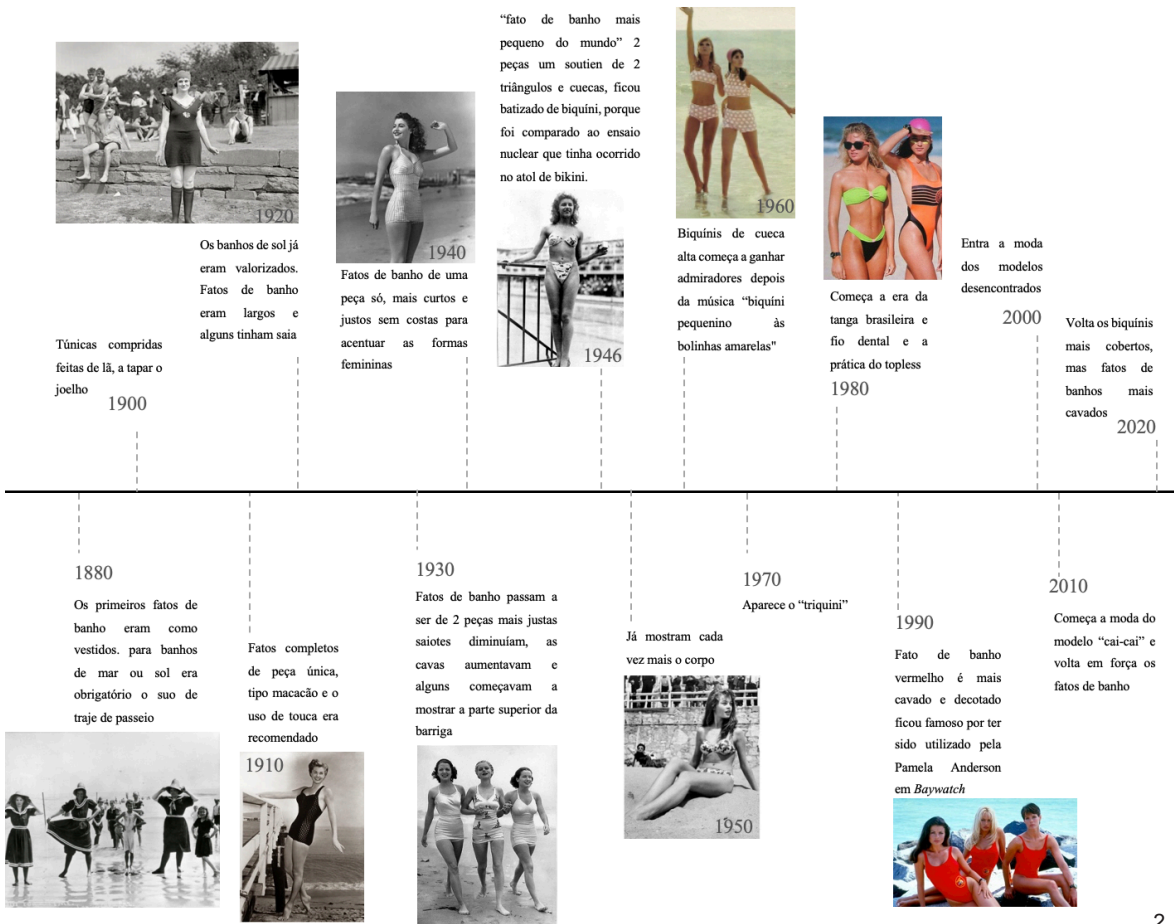 “fato de banho mais
pequeno do mundo” 2
peças um soutien de 2
triângulos e cuecas, ficou
batizado de biquíni, porque
foi comparado ao ensaio
nuclear que tinha ocorrido
no atol de bikini.
1946
1920
Os banhos de sol já
eram valorizados.
Fatos de banho
eram largos e
alguns tinham saia
Túnicas compridas
feitas de lã, a tapar o
joelho
1900
1940
Fatos de banho de uma
peça só, mais curtos e
justos sem costas para
acentuar as formas
femininas
1960
Biquínis de cueca
alta começa a ganhar
admiradores depois
da música “biquíni
pequenino às
bolinhas amarelas"
Começa a era da
tanga brasileira e
fio dental e a
prática do topless
1980
Entra a moda
dos modelos
desencontrados
2000
Volta os biquínis
mais cobertos,
mas fatos de
banhos mais
cavados
2020
1880
Os primeiros fatos de
banho eram como
vestidos. para banhos
de mar ou sol era
obrigatório o suo de
traje de passeio
Fatos completos
de peça única,
tipo macacão e o
uso de touca era
recomendado
1910
1930
Fatos de banho passam a
ser de 2 peças mais justas
saiotes diminuíam, as
cavas aumentavam e
alguns começavam a
mostrar a parte superior da
barriga
Já mostram cada
vez mais o corpo
1950
1970
Aparece o “triquini”
1990
Fato de banho
vermelho é mais
cavado e decotado
ficou famoso por ter
sido utilizado pela
Pamela Anderson
em Baywatch
2010
Começa a moda do
modelo “cai-cai” e
volta em força os
fatos de banho
2